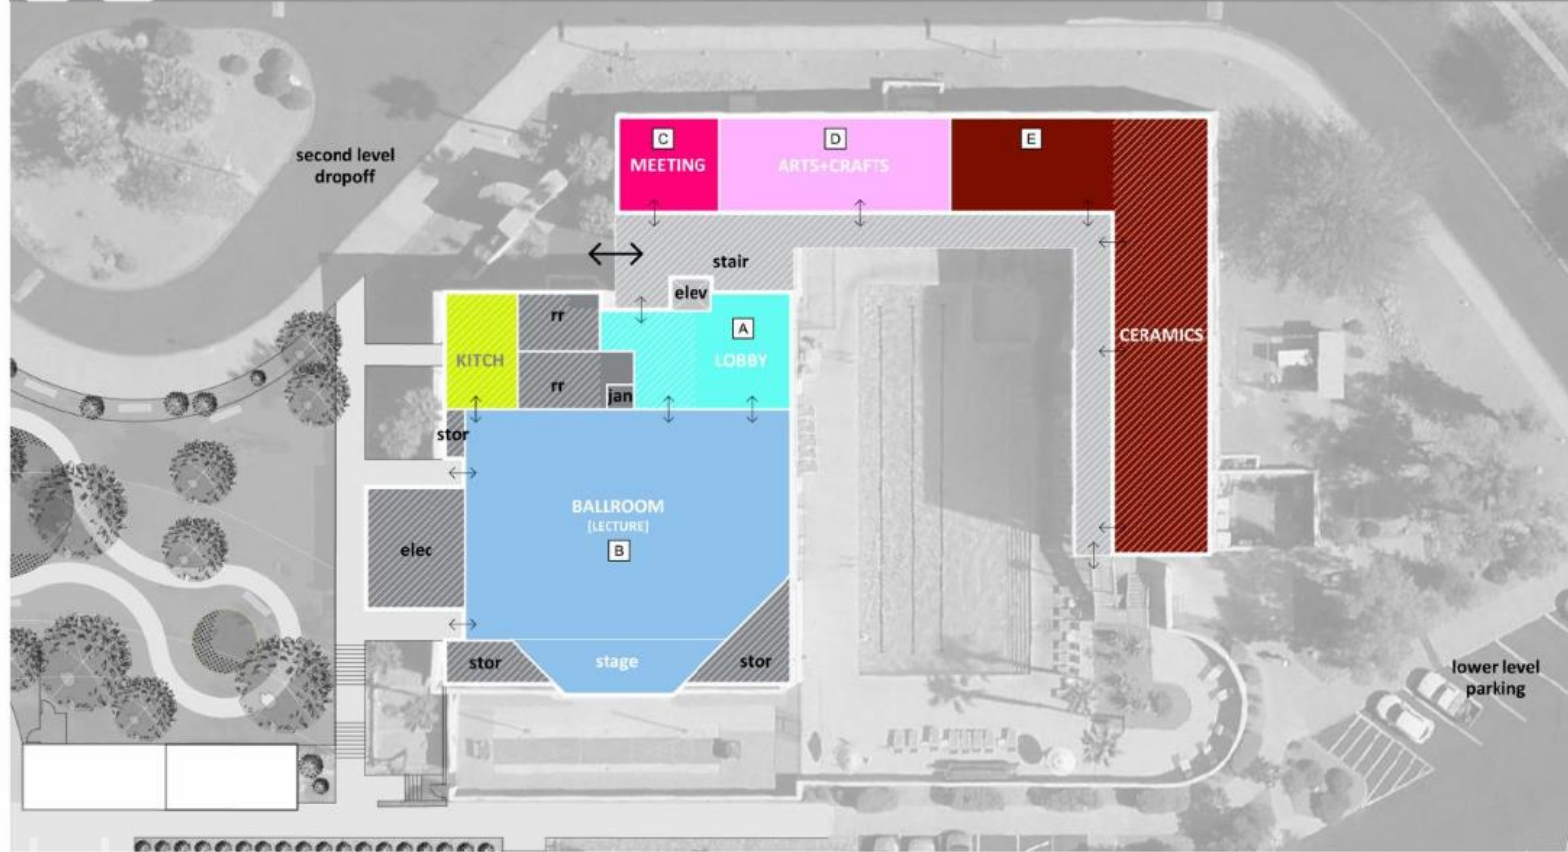 second level
dropoff
C
MEETING
D
ARTS+CRAFTS
E
stair
elev
rr
A
LOBBY
KITCH
rr
jan
CERAMICS
stor
BALLROOM
[LECTURE]
B
elec
stor
stage
stor
lower level
parking